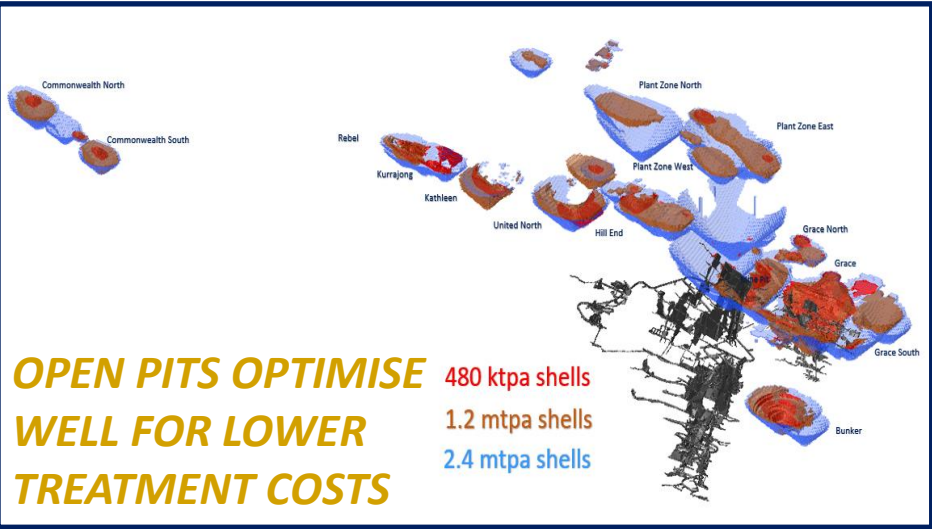 Commonwealth North
Plant Zone North
Plant Zone East
Commonwealth South
Rebel
Plant Zone West
Kurrajong
Kathleen
United North
Hill End
Grace North
Grace
Grace South
OPEN PITS OPTIMISE
WELL FOR LOWER
TREATMENT COSTS
480 ktpa shells
1.2 mtpa shells
2.4 mtpa shells
Bunker